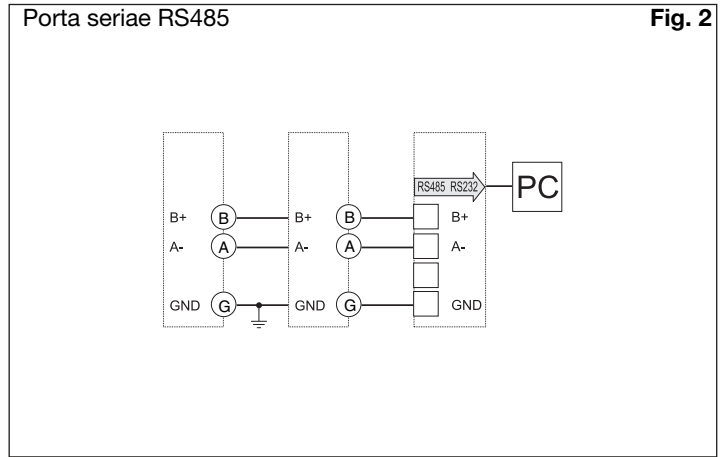 Porta seriae RS485 Fig. 2
RS485 RS232 PC
B+ B B+ B B+
A- A A- A A-
GND G GND G GND